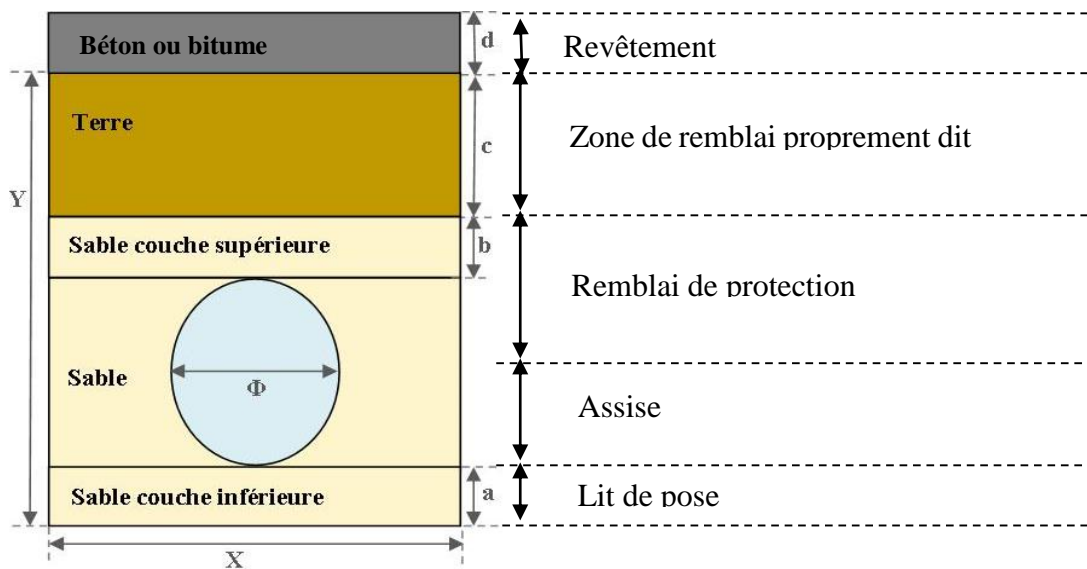 Béton ou bitume
d
Revêtement
Terre
c
Zone de remblai proprement dit
Y
Sable couche supérieure
b
Remblai de protection
Sable
Φ
Assise
Sable couche inférieure
a
Lit de pose
X